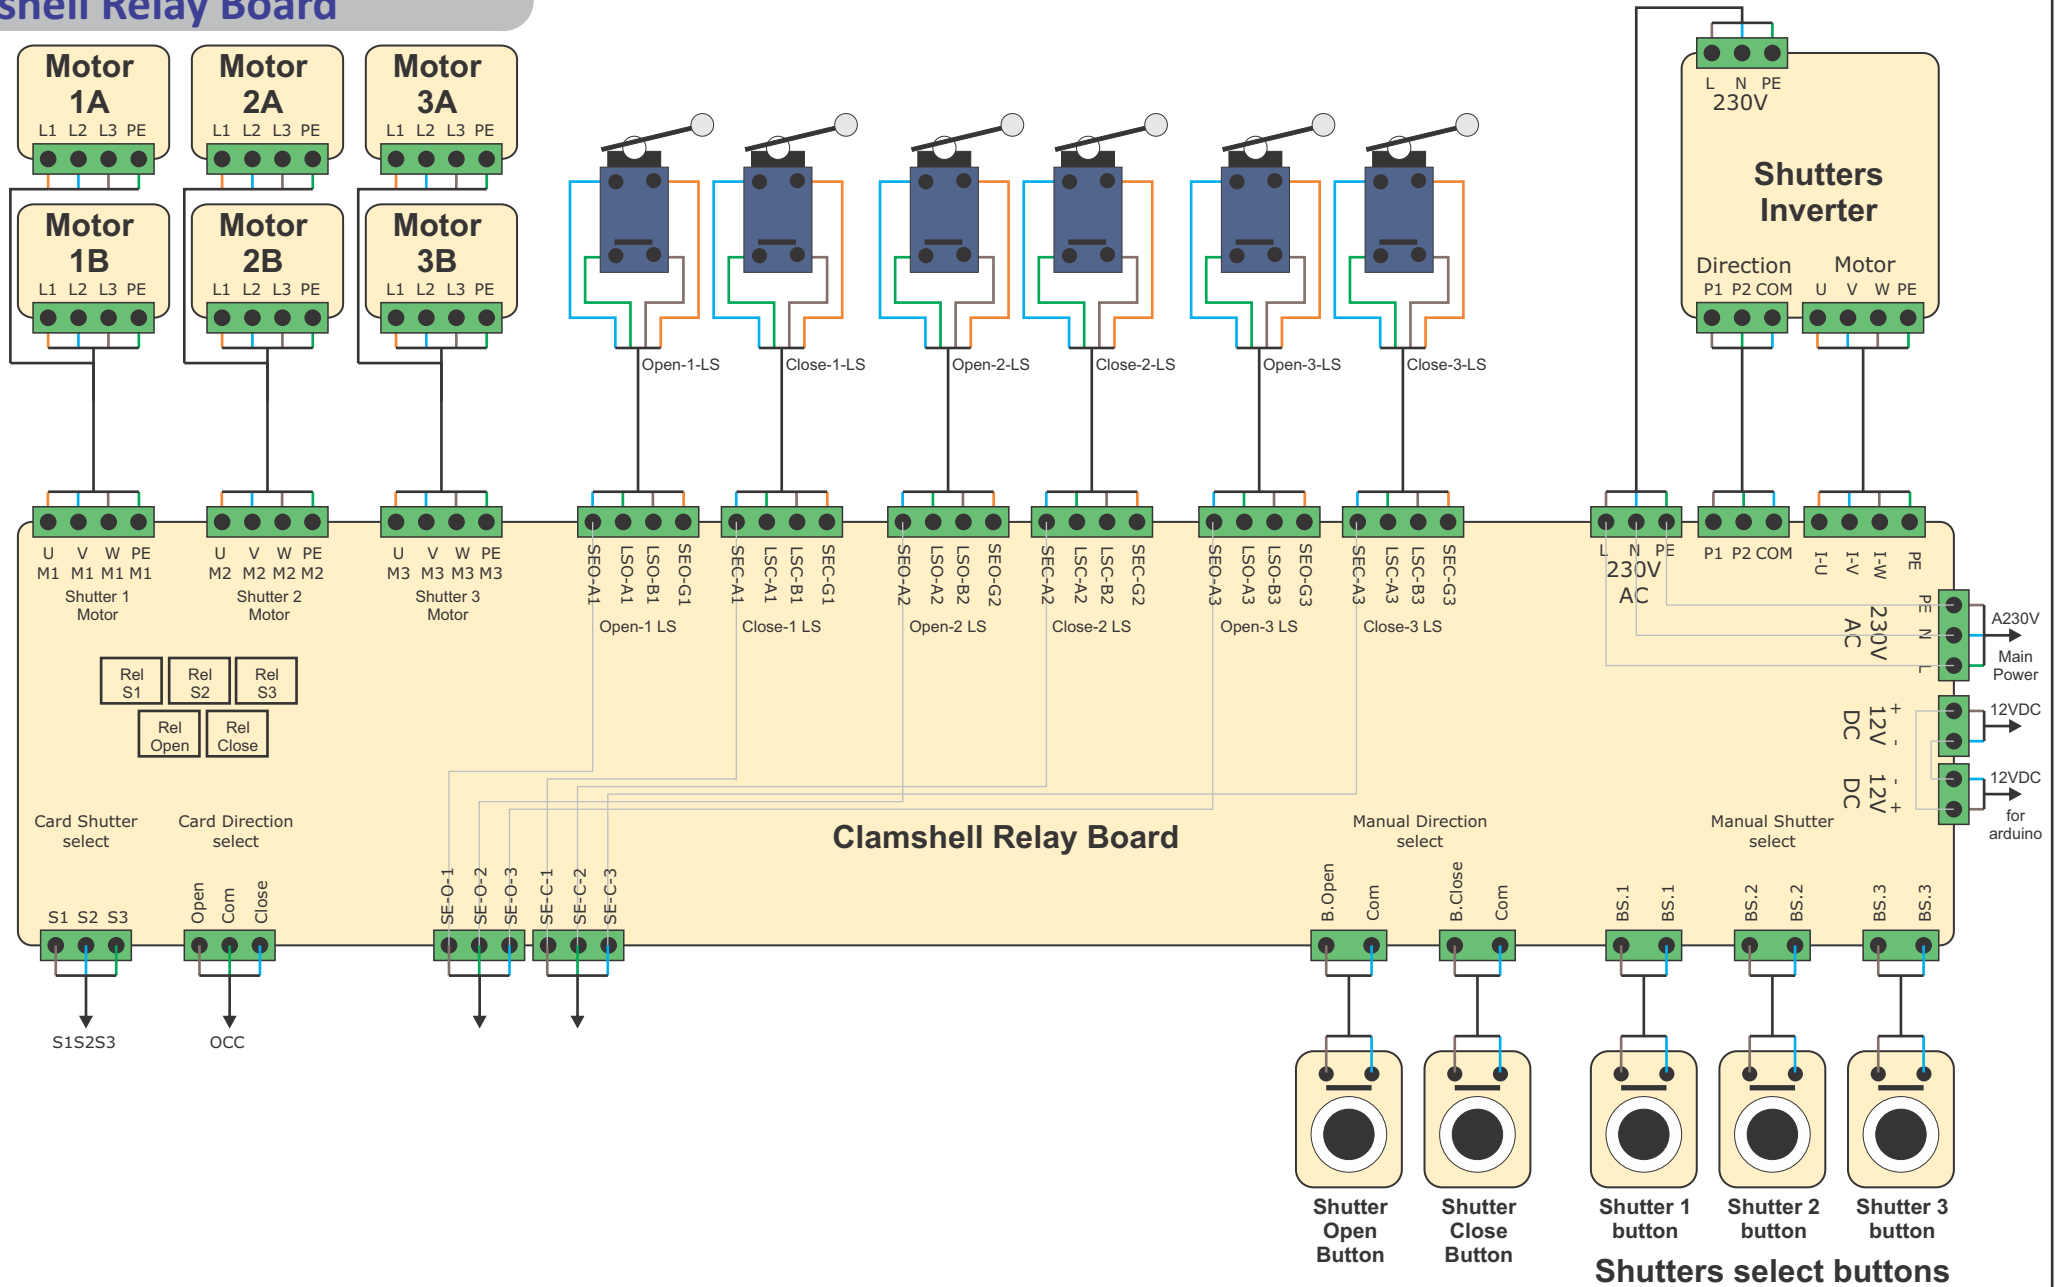 shell Relay Board
Motor
1A
L1 L2 L3 PE
Motor
2A
L1 L2 L3 PE
Motor
3A
L1 L2 L3 PE
Motor
1B
L1 L2 L3 PE
Motor
2B
L1 L2 L3 PE
Motor
3B
L1 L2 L3 PE
Open-1-LS
Close-1-LS
Open-2-LS
Close-2-LS
Open-3-LS
Close-3-LS
L N PE
230V
Shutters
Inverter
Direction
P1 P2 COM
Motor
U V W PE
U V W PE
M1 M1 M1 M1
Shutter 1
Motor
U V W PE
M2 M2 M2 M2
Shutter 2
Motor
U V W PE
M3 M3 M3 M3
Shutter 3
Motor
SEO-A1
LSO-A1
LSO-B1
SEO-G1
Open-1 LS
SEC-A1
LSC-A1
LSC-B1
SEC-G1
Close-1 LS
SEO-A2
LSO-A2
LSO-B2
SEO-G2
Open-2 LS
SEC-A2
LSC-A2
LSC-B2
SEC-G2
Close-2 LS
SEO-A3
LSO-A3
LSO-B3
SEO-G3
Open-3 LS
SEC-A3
LSC-A3
LSC-B3
SEC-G3
Close-3 LS
L N PE
230V
AC
P1 P2 COM
I-U
I-V
I-W
PE
PE
N
L
230V
AC
A230V
Main
Power
+
-
12V
DC
12VDC
-
+
12V
DC
12VDC
for
arduino
Rel
S1
Rel
S2
Rel
S3
Rel
Open
Rel
Close
Card Shutter
select
S1 S2 S3
S1S2S3
Card Direction
select
Open
Com
Close
OCC
SE-O-1
SE-O-2
SE-O-3
SE-C-1
SE-C-2
SE-C-3
Clamshell Relay Board
Manual Direction
select
B.Open
Com
B.Close
Com
Manual Shutter
select
BS.1
BS.1
BS.2
BS.2
BS.3
BS.3
Shutter
Open
Button
Shutter
Close
Button
Shutter 1
button
Shutter 2
button
Shutter 3
button
Shutters select buttons